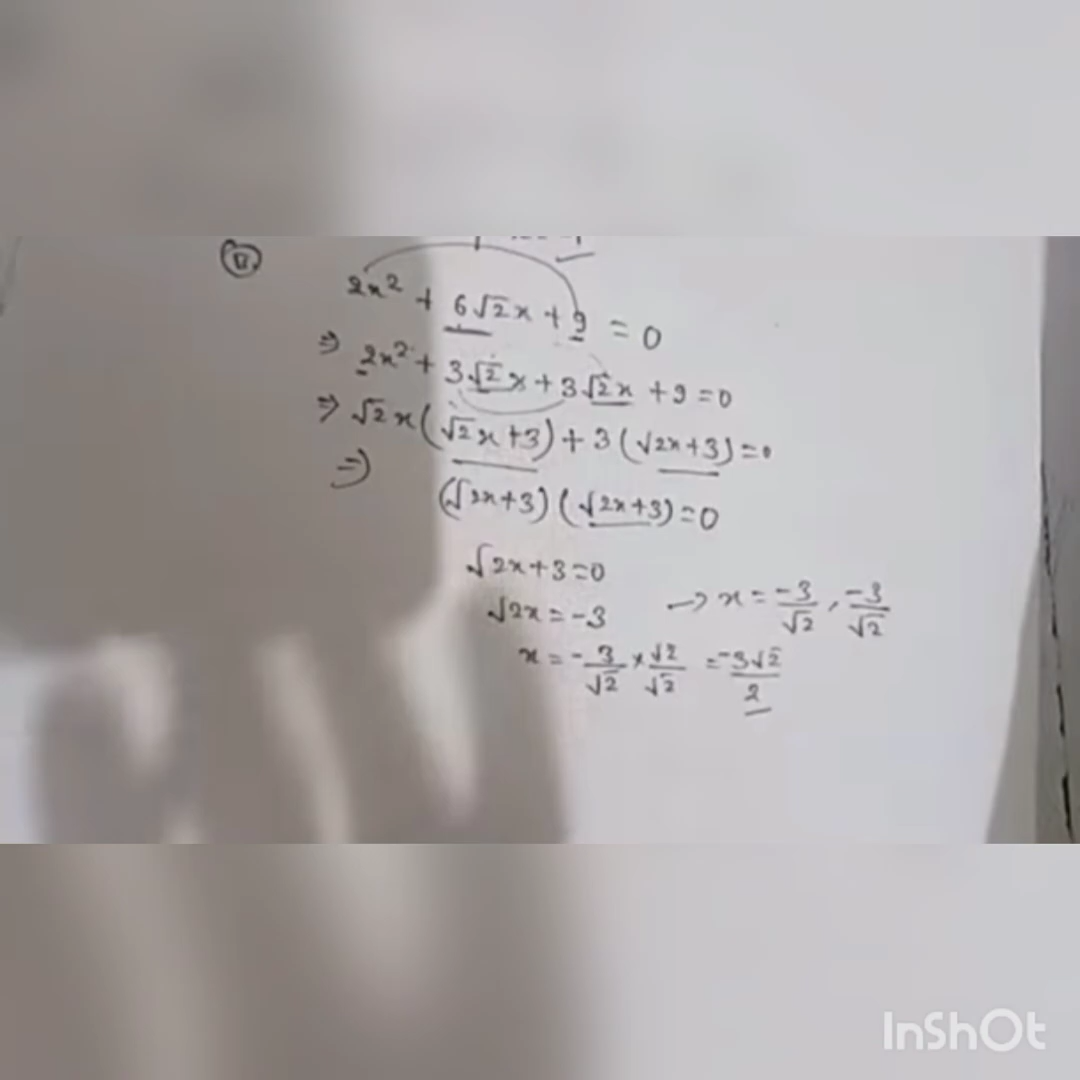 2x² + 6√2x + 9 = 0
⇒ 2x² + 3√2x + 3√2x + 9 = 0
⇒ √2x(√2x + 3) + 3(√2x + 3) = 0
⇒ (√2x + 3)(√2x + 3) = 0
√2x + 3 = 0
√2x = -3 → x = -3/√2, -3/√2
x = -3/√2 × √2/√2 = -3√2/2
InShOt